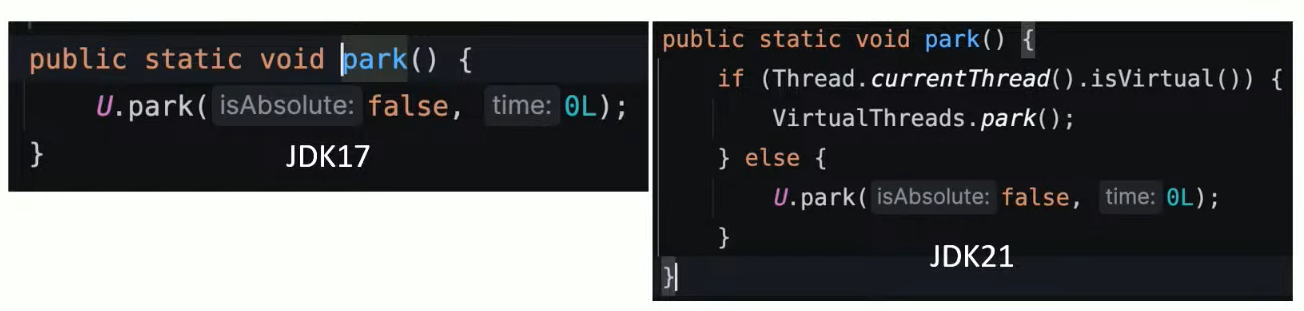 public static void park() {
U.park( isAbsolute: false, time: 0L);
}
JDK17
public static void park() {
if (Thread.currentThread().isVirtual()) {
VirtualThreads.park();
} else {
U.park( isAbsolute: false, time: 0L);
}
JDK21
}